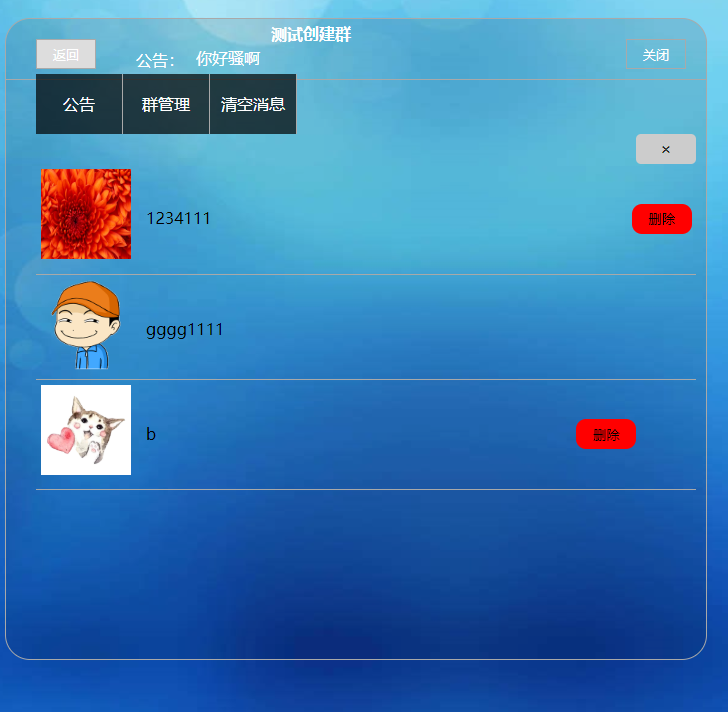 测试创建群
返回
公告： 你好骚啊
关闭
公告 群管理 清空消息
×
1234111 删除
gggg1111
b 删除